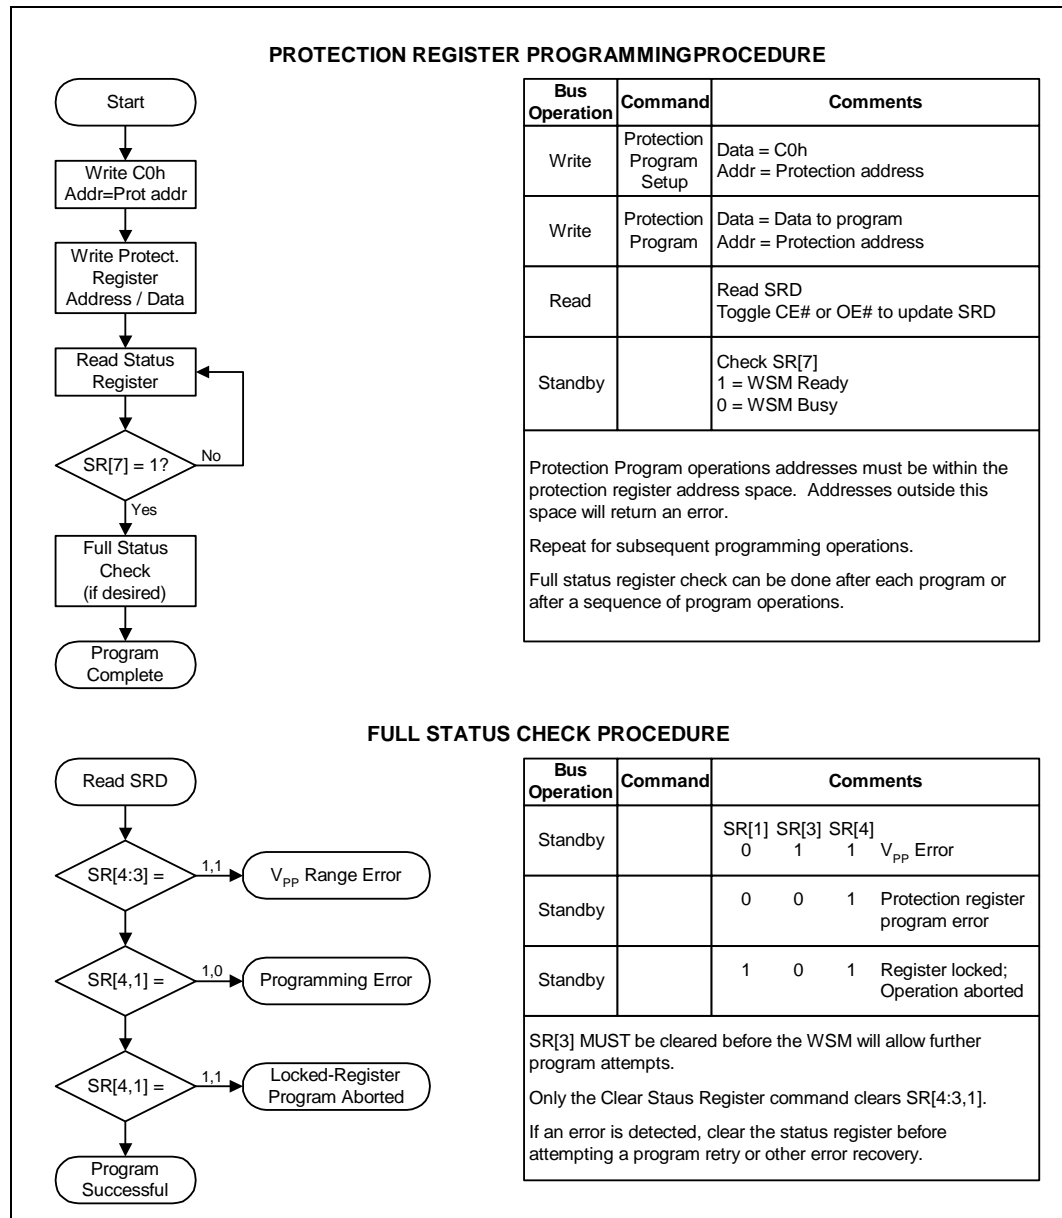 PROTECTION REGISTER PROGRAMMINGPROCEDURE
Start
Write C0h
Addr=Prot addr
Write Protect.
Register
Address / Data
Read Status
Register
SR[7] = 1?
No
Yes
Full Status
Check
(if desired)
Program
Complete
Bus
Operation
Command
Comments
Write
Protection
Program
Setup
Data = C0h
Addr = Protection address
Write
Protection
Program
Data = Data to program
Addr = Protection address
Read
Read SRD
Toggle CE# or OE# to update SRD
Standby
Check SR[7]
1 = WSM Ready
0 = WSM Busy
Protection Program operations addresses must be within the
protection register address space. Addresses outside this
space will return an error.
Repeat for subsequent programming operations.
Full status register check can be done after each program or
after a sequence of program operations.
FULL STATUS CHECK PROCEDURE
Read SRD
SR[4:3] =
1,1
VPP Range Error
SR[4,1] =
1,0
Programming Error
SR[4,1] =
1,1
Locked-Register
Program Aborted
Program
Successful
Bus
Operation
Command
Comments
Standby
SR[1] SR[3] SR[4]
0 1 1 VPP Error
Standby
0 0 1 Protection register
program error
Standby
1 0 1 Register locked;
Operation aborted
SR[3] MUST be cleared before the WSM will allow further
program attempts.
Only the Clear Staus Register command clears SR[4:3,1].
If an error is detected, clear the status register before
attempting a program retry or other error recovery.